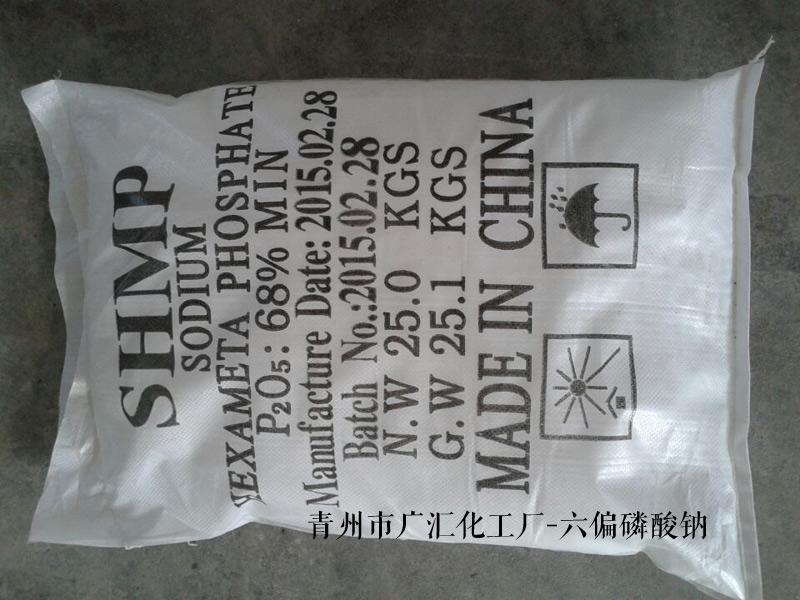 SHMP
SODIUM
HEXAMETA PHOSPHATE
P₂O₅: 68% MIN
Manufacture Date: 2015.02.28
Batch No.:2015.02.28
N.W 25.0 KGS
G.W 25.1 KGS
MADE IN CHINA
青州市广汇化工厂-六偏磷酸钠